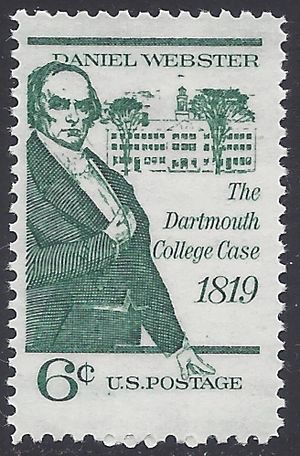 DANIEL WEBSTER
The
Dartmouth
College Case
1819
6¢ U.S.POSTAGE